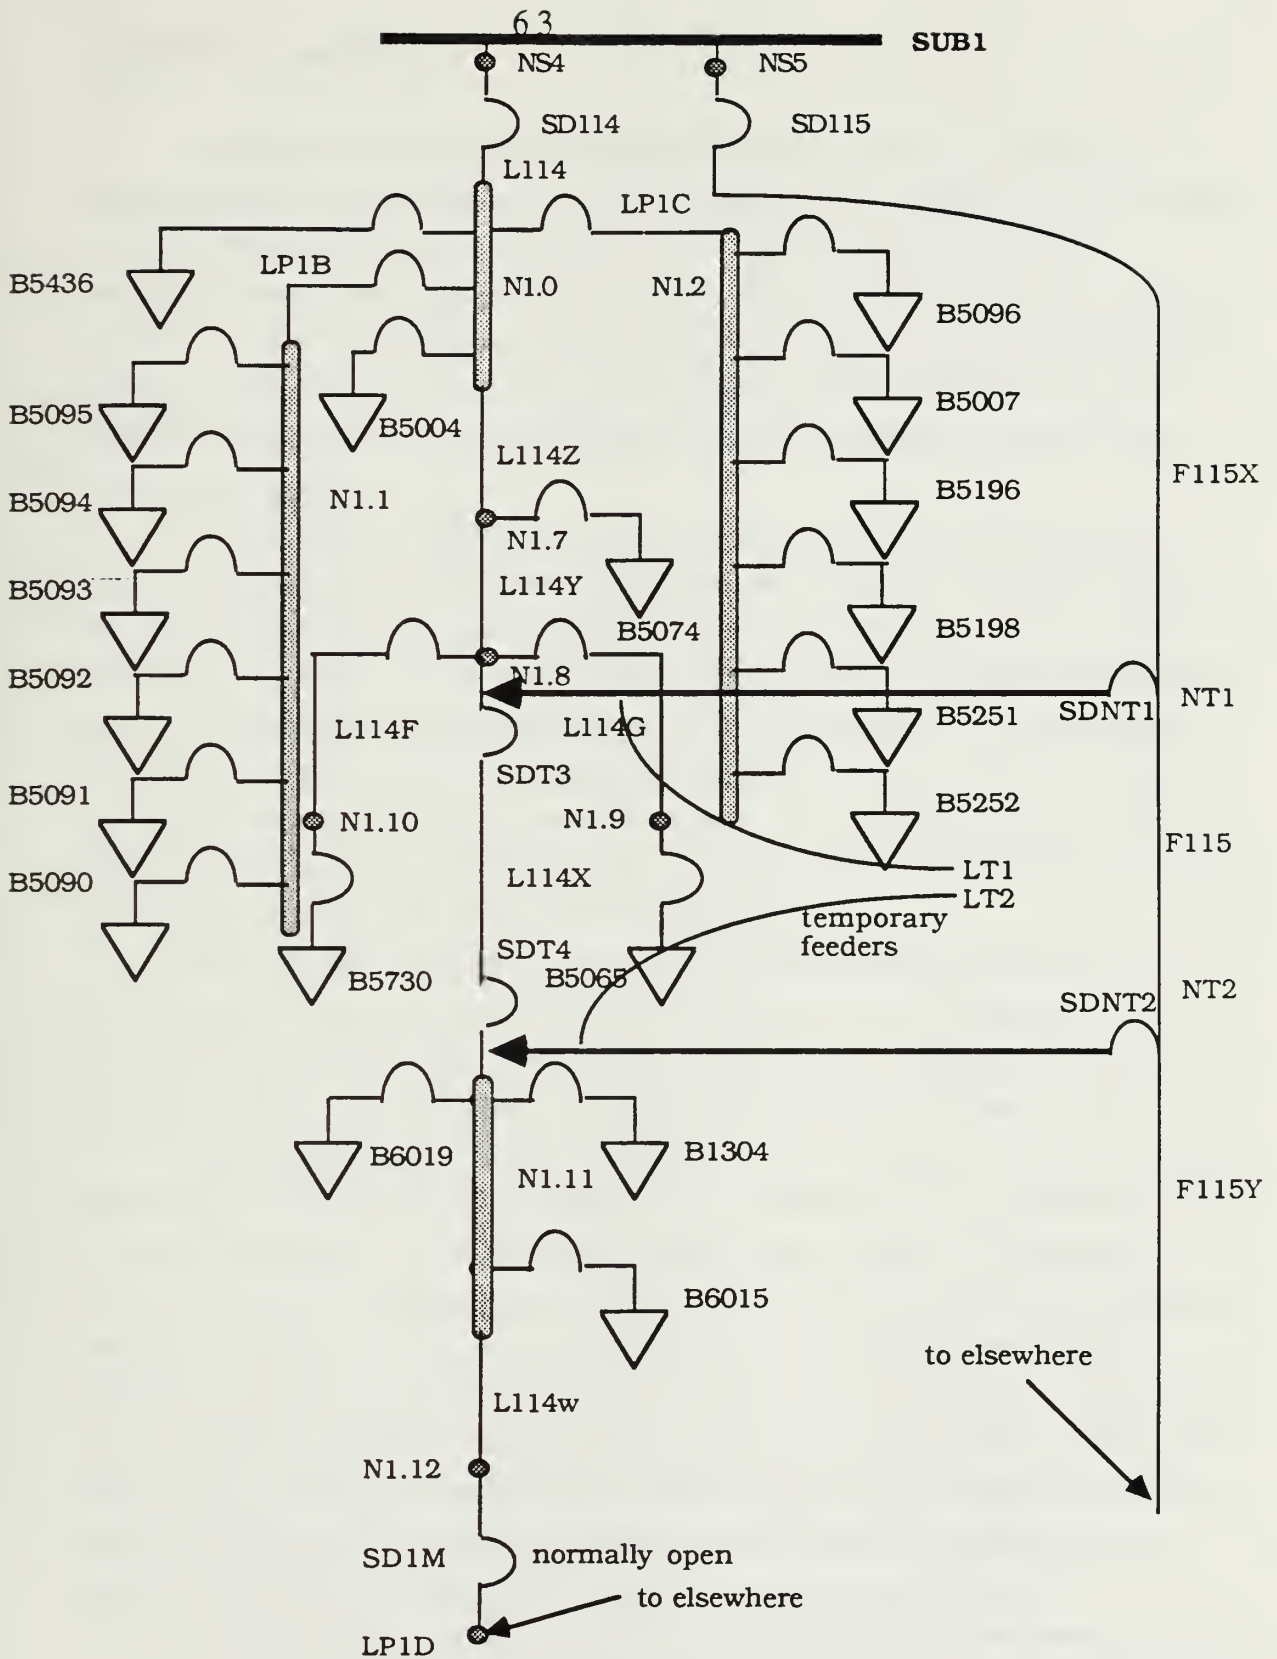 63
SUB1
NS4
NS5
SD114
SD115
L114
LP1C
LP1B
B5436
N1.0
N1.2
B5096
B5095
B5004
B5007
L114Z
F115X
B5094
N1.1
B5196
N1.7
B5093
L114Y
B5074
B5198
B5092
N1.8
SDNT1
NT1
L114F
L114G
B5251
SDT3
B5091
N1.10
N1.9
B5252
F115
LT1
B5090
L114X
LT2
temporary
feeders
SDT4
B5730
B5065
NT2
SDNT2
B6019
B1304
N1.11
F115Y
B6015
to elsewhere
L114w
N1.12
SD1M
normally open
to elsewhere
LP1D